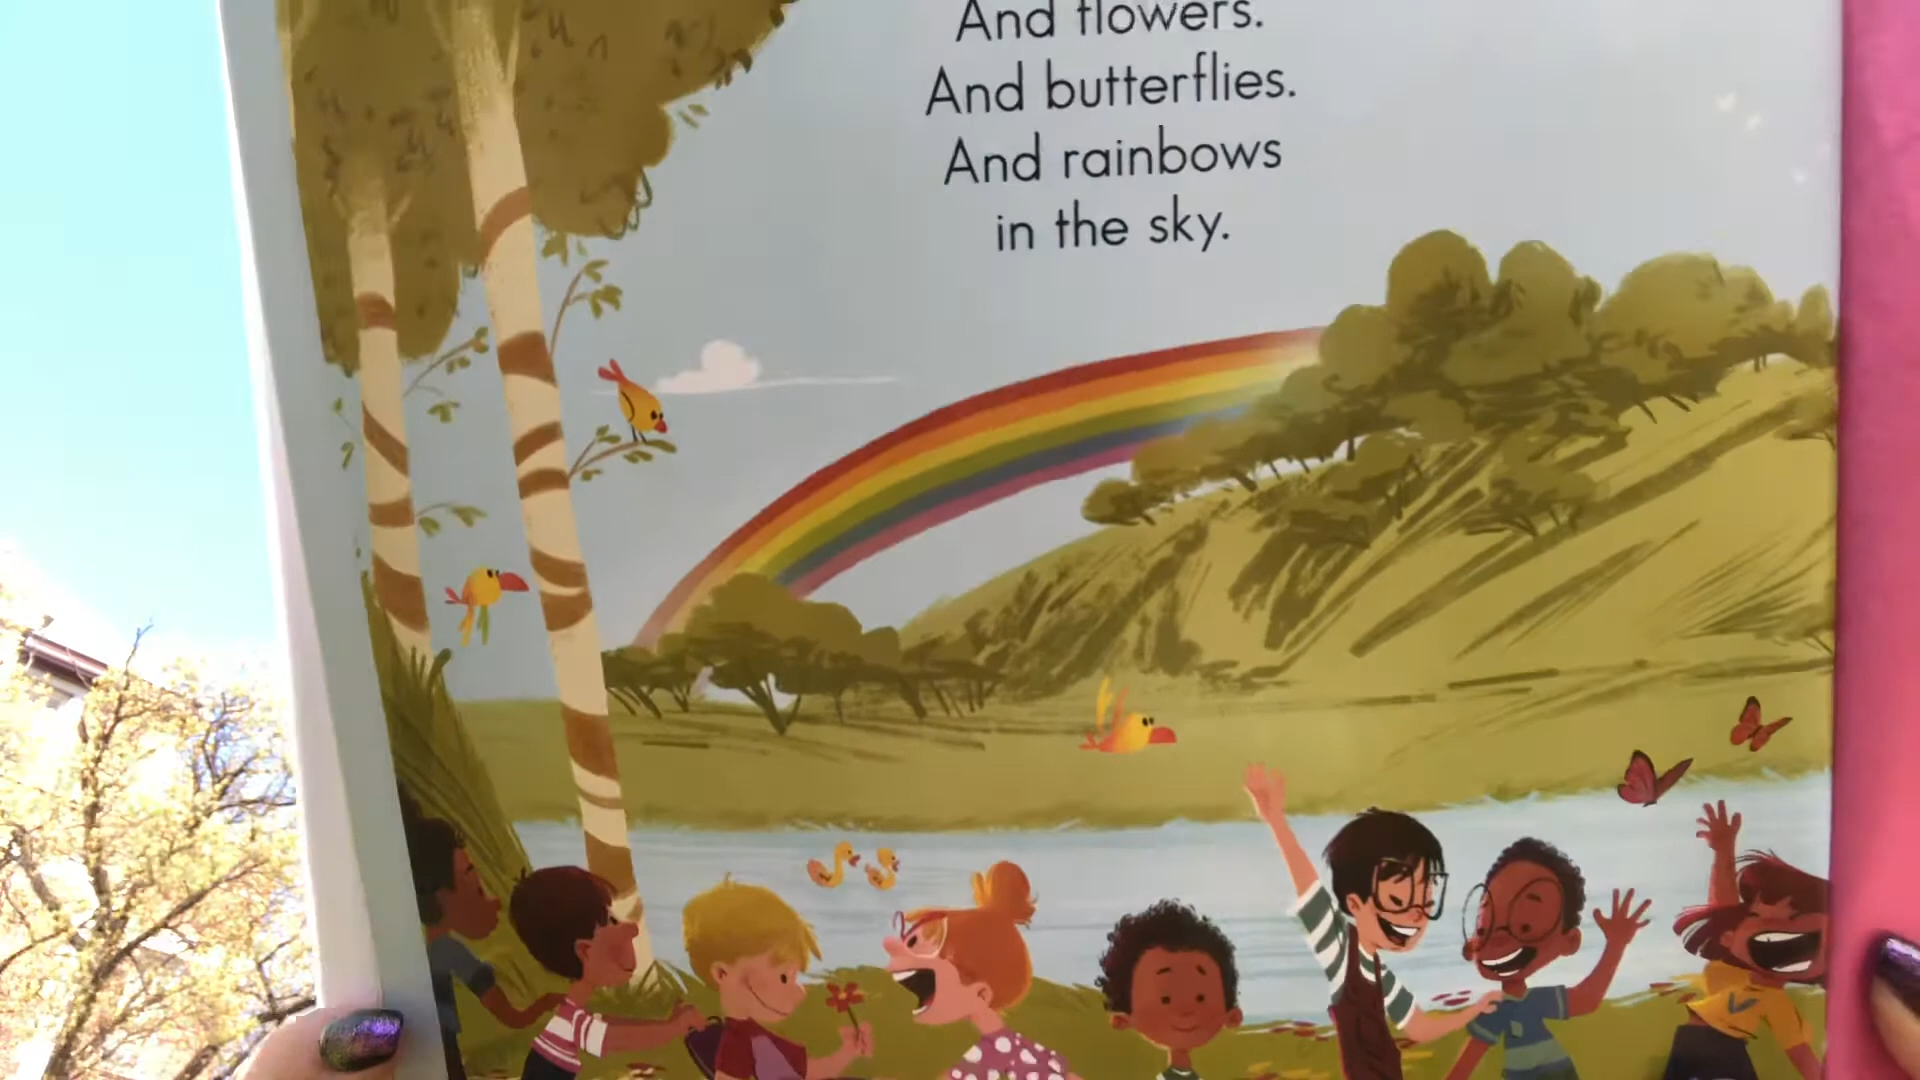 And flowers.
And butterflies.
And rainbows
in the sky.